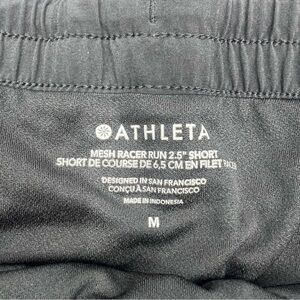 ATHLETA
MESH RACER RUN 2.5" SHORT
SHORT DE COURSE DE 6,5 CM EN FILET RACER
DESIGNED IN SAN FRANCISCO
CONÇU À SAN FRANCISCO
MADE IN INDONESIA
M